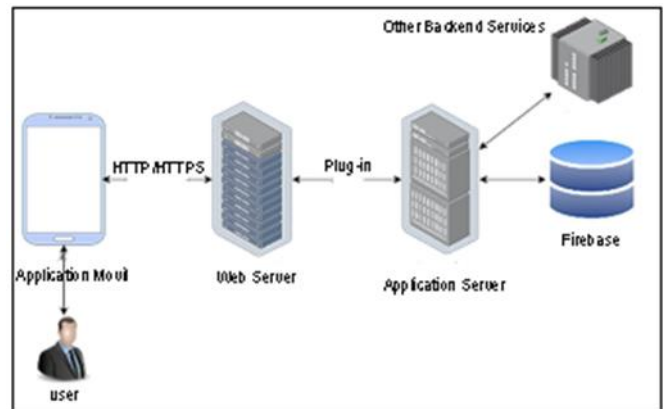 Other Backend Services
HTTP/HTTPS
Plug-in
Firebase
Application Movil
Web Server
Application Server
user